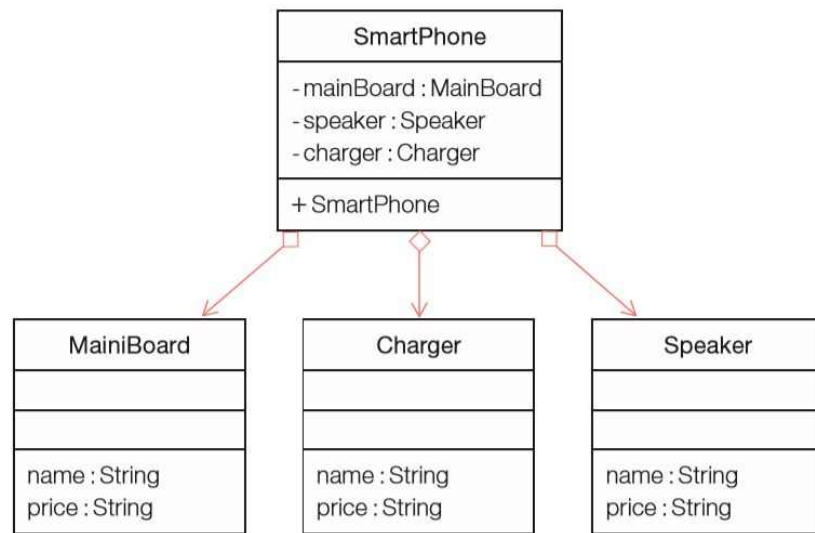 SmartPhone
- mainBoard : MainBoard
- speaker : Speaker
- charger : Charger
+ SmartPhone
MainiBoard
name : String
price : String
Charger
name : String
price : String
Speaker
name : String
price : String